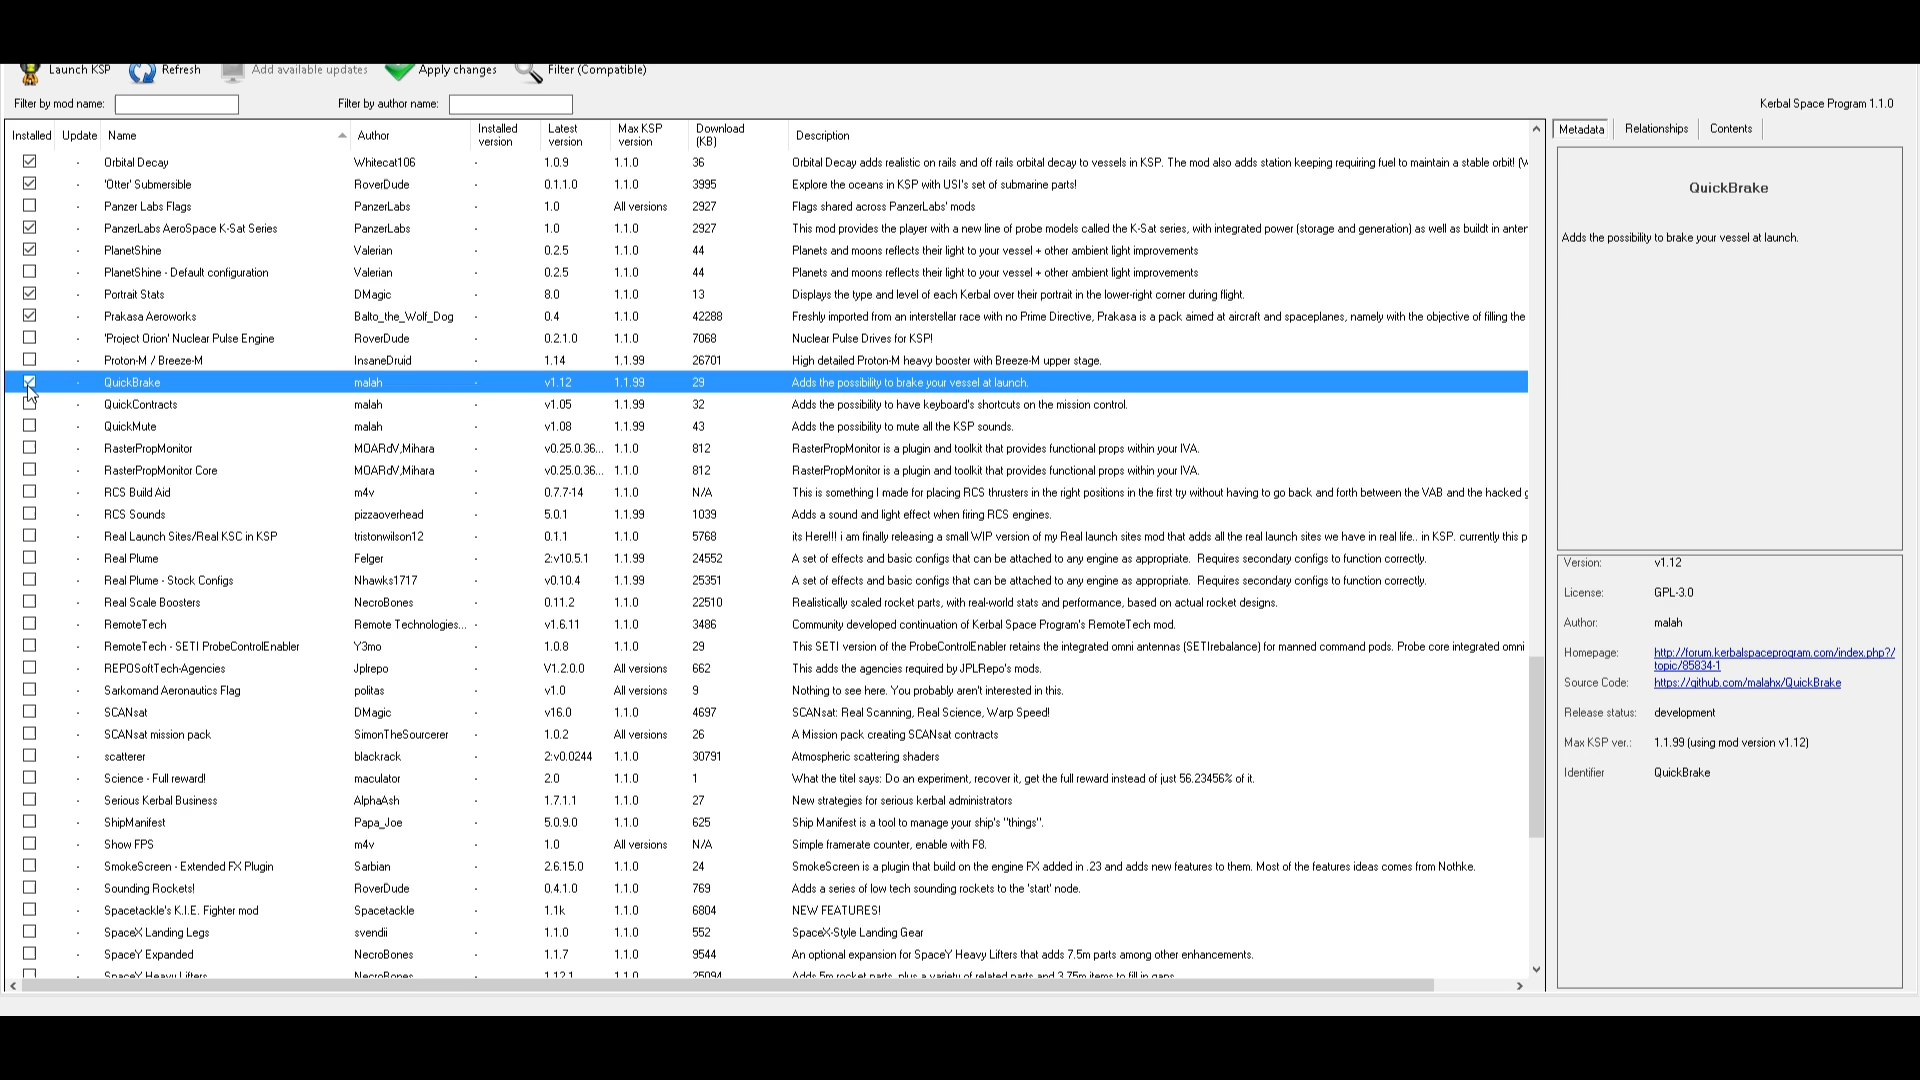 Launch KSP Refresh Add available updates Apply changes Filter (Compatible)
Filter by mod name: Filter by author name: Kerbal Space Program 1.1.0
Installed Update Name Author Installed version Latest version Max KSP version Download (KB) Description
Orbital Decay Whitecat106 - 1.0.9 1.1.0 36 Orbital Decay adds realistic on rails and off rails orbital decay to vessels in KSP. The mod also adds station keeping requiring fuel to maintain a stable orbit! (V
'Otter' Submersible RoverDude - 0.1.1.0 1.1.0 3995 Explore the oceans in KSP with USI's set of submarine parts!
Panzer Labs Flags PanzerLabs - 1.0 All versions 2927 Flags shared across PanzerLabs' mods
PanzerLabs AeroSpace K-Sat Series PanzerLabs - 1.0 1.1.0 2927 This mod provides the player with a new line of probe models called the K-Sat series, with integrated power (storage and generation) as well as buildt in anter
PlanetShine Valerian - 0.2.5 1.1.0 44 Planets and moons reflects their light to your vessel + other ambient light improvements
PlanetShine - Default configuration Valerian - 0.2.5 1.1.0 44 Planets and moons reflects their light to your vessel + other ambient light improvements
Portrait Stats DMagic - 8.0 1.1.0 13 Displays the type and level of each Kerbal over their portrait in the lower-right corner during flight.
Prakasa Aeroworks Balto_the_Wolf_Dog - 0.4 1.1.0 42288 Freshly imported from an interstellar race with no Prime Directive, Prakasa is a pack aimed at aircraft and spaceplanes, namely with the objective of filling the
'Project Orion' Nuclear Pulse Engine RoverDude - 0.2.1.0 1.1.0 7068 Nuclear Pulse Drives for KSP!
Proton-M / Breeze-M InsaneDruid - 1.14 1.1.99 26701 High detailed Proton-M heavy booster with Breeze-M upper stage.
QuickBrake malah - v1.12 1.1.99 29 Adds the possibility to brake your vessel at launch.
QuickContracts malah - v1.05 1.1.99 32 Adds the possibility to have keyboard's shortcuts on the mission control.
QuickMute malah - v1.08 1.1.99 43 Adds the possibility to mute all the KSP sounds.
RasterPropMonitor MOARdV,Mihara - v0.25.0.36... 1.1.0 812 RasterPropMonitor is a plugin and toolkit that provides functional props within your IVA.
RasterPropMonitor Core MOARdV,Mihara - v0.25.0.36... 1.1.0 812 RasterPropMonitor is a plugin and toolkit that provides functional props within your IVA.
RCS Build Aid m4v - 0.7.7-14 1.1.0 N/A This is something I made for placing RCS thrusters in the right positions in the first try without having to go back and forth between the VAB and the hacked g
RCS Sounds pizzaoverhead - 5.0.1 1.1.99 1039 Adds a sound and light effect when firing RCS engines.
Real Launch Sites/Real KSC in KSP tristonwilson12 - 0.1.1 1.1.0 5768 its Here!!! i am finally releasing a small WIP version of my Real launch sites mod that adds all the real launch sites we have in real life.. in KSP. currently this p
Real Plume Felger - 2:v10.5.1 1.1.99 24552 A set of effects and basic configs that can be attached to any engine as appropriate. Requires secondary configs to function correctly.
Real Plume - Stock Configs Nhawks1717 - v0.10.4 1.1.99 25351 A set of effects and basic configs that can be attached to any engine as appropriate. Requires secondary configs to function correctly.
Real Scale Boosters NecroBones - 0.11.2 1.1.0 22510 Realistically scaled rocket parts, with real-world stats and performance, based on actual rocket designs.
RemoteTech Remote Technologies... - v1.6.11 1.1.0 3486 Community developed continuation of Kerbal Space Program's RemoteTech mod.
RemoteTech - SETI ProbeControlEnabler Y3mo - 1.0.8 1.1.0 29 This SETI version of the ProbeControlEnabler retains the integrated omni antennas (SETIrebalance) for manned command pods. Probe core integrated omni
REPOSoftTech-Agencies Jplrepo - V1.2.0.0 All versions 662 This adds the agencies required by JPLRepo's mods.
Sarkomand Aeronautics Flag politas - v1.0 All versions 9 Nothing to see here. You probably aren't interested in this.
SCANsat DMagic - v16.0 1.1.0 4697 SCANsat: Real Scanning, Real Science, Warp Speed!
SCANsat mission pack SimonTheSourcerer - 1.0.2 All versions 26 A Mission pack creating SCANsat contracts
scatterer blackrack - 2:v0.0244 1.1.0 30791 Atmospheric scattering shaders
Science - Full reward! maculator - 2.0 1.1.0 1 What the titel says: Do an experiment, recover it, get the full reward instead of just 56.23456% of it.
Serious Kerbal Business AlphaAsh - 1.7.1.1 1.1.0 27 New strategies for serious kerbal administrators
ShipManifest Papa_Joe - 5.0.9.0 1.1.0 625 Ship Manifest is a tool to manage your ship's "things".
Show FPS m4v - 1.0 All versions N/A Simple framerate counter, enable with F8.
SmokeScreen - Extended FX Plugin Sarbian - 2.6.15.0 1.1.0 24 SmokeScreen is a plugin that build on the engine FX added in .23 and adds new features to them. Most of the features ideas comes from Nothke.
Sounding Rockets! RoverDude - 0.4.1.0 1.1.0 769 Adds a series of low tech sounding rockets to the 'start' node.
Spacetackle's K.I.E. Fighter mod Spacetackle - 1.1k 1.1.0 6804 NEW FEATURES!
SpaceX Landing Legs svendii - 1.1.0 1.1.0 552 SpaceX-Style Landing Gear
SpaceY Expanded NecroBones - 1.1.7 1.1.0 9544 An optional expansion for SpaceY Heavy Lifters that adds 7.5m parts among other enhancements.
SpaceY Heavy Lifters NecroBones - 1.12.1 1.1.0 25094 Adds 5m rocket parts, plus a variety of related parts and 3.75m items to fill in gaps.
Metadata Relationships Contents
QuickBrake
Adds the possibility to brake your vessel at launch.
Version: v1.12
License: GPL-3.0
Author: malah
Homepage: http://forum.kerbalspaceprogram.com/index.php?/
topic/85834-1
Source Code: https://github.com/malahx/QuickBrake
Release status: development
Max KSP ver.: 1.1.99 (using mod version v1.12)
Identifier QuickBrake